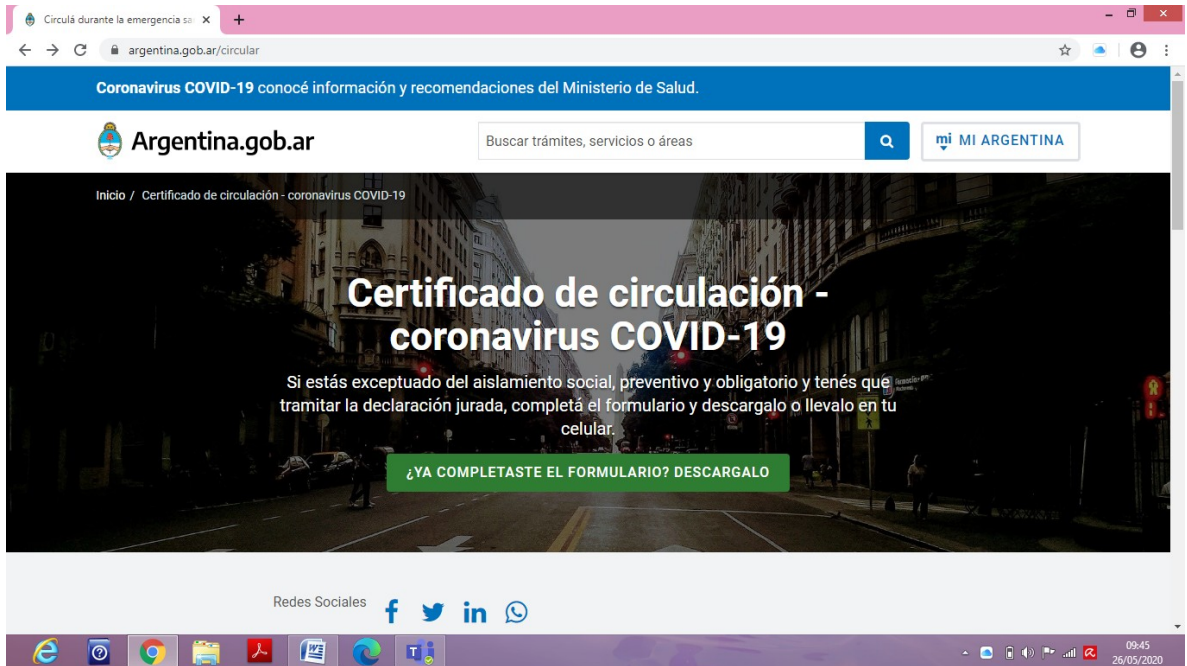 Circulá durante la emergencia sa
argentina.gob.ar/circular
Coronavirus COVID-19 conocé información y recomendaciones del Ministerio de Salud.
Argentina.gob.ar
Buscar trámites, servicios o áreas
mi MI ARGENTINA
Inicio / Certificado de circulación - coronavirus COVID-19
Certificado de circulación -
coronavirus COVID-19
Si estás exceptuado del aislamiento social, preventivo y obligatorio y tenés que
tramitar la declaración jurada, completá el formulario y descargalo o llevalo en tu
celular.
¿YA COMPLETASTE EL FORMULARIO? DESCARGALO
Redes Sociales
09:45
26/05/2020